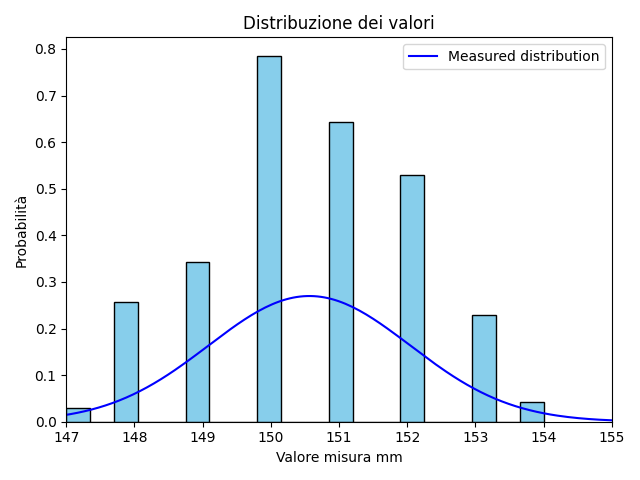 Distribuzione dei valori
Measured distribution
0.8
0.7
0.6
0.5
0.4
0.3
0.2
0.1
0.0
Probabilità
147 148 149 150 151 152 153 154 155
Valore misura mm